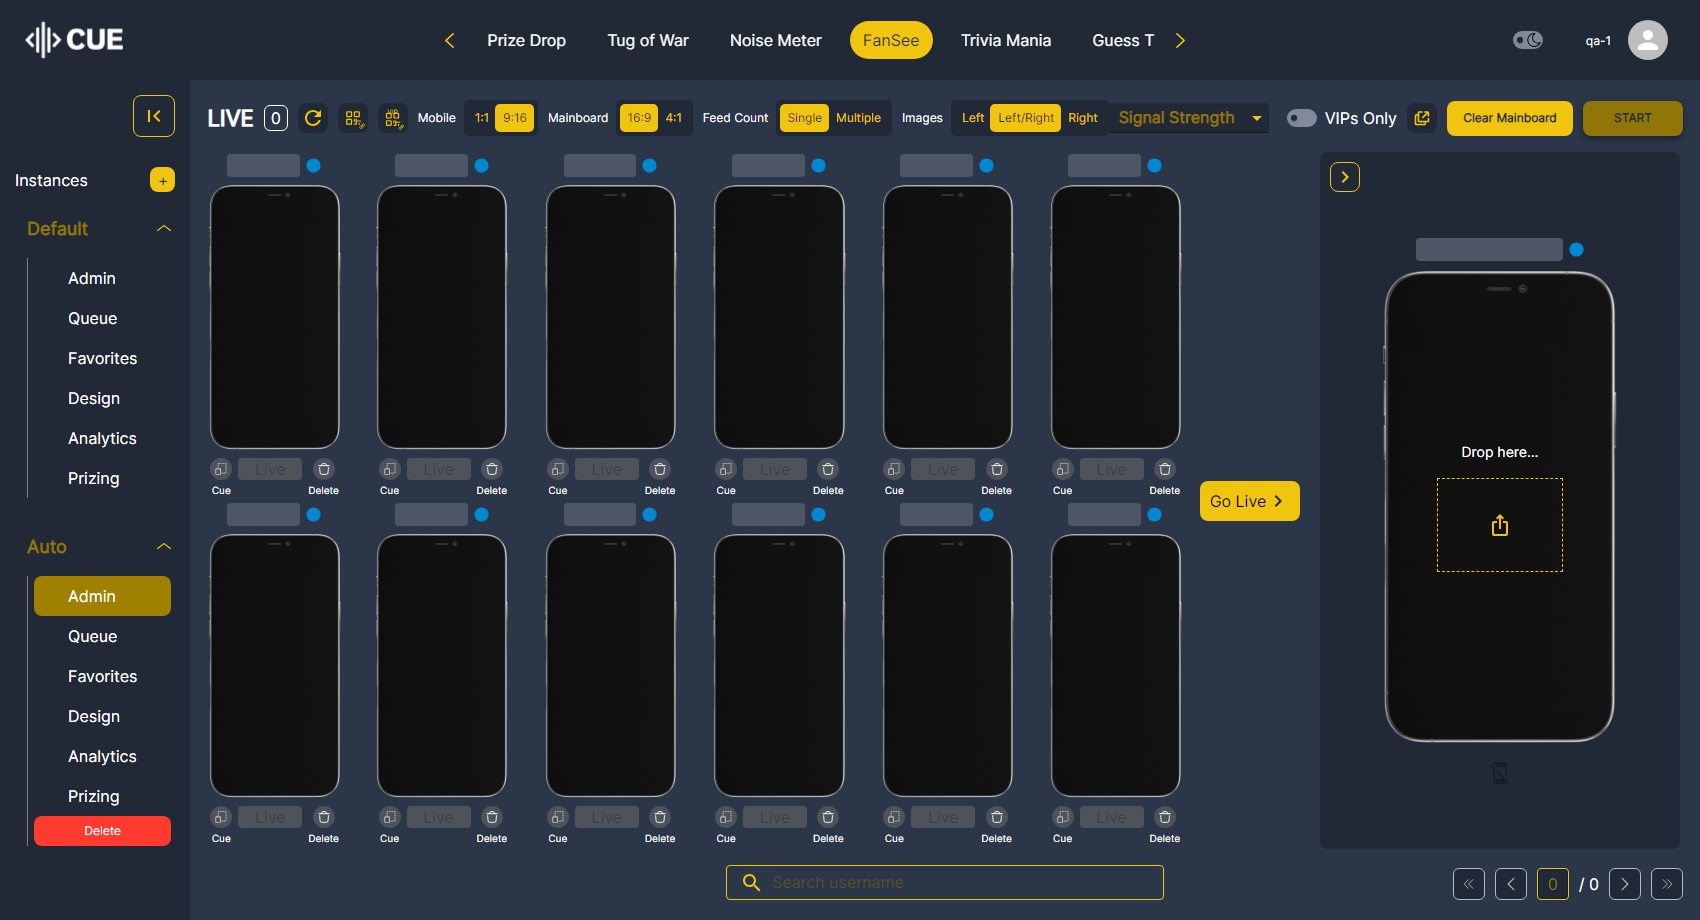 CUE
Prize Drop
Tug of War
Noise Meter
FanSee
Trivia Mania
Guess T
qa-1
LIVE 0
Mobile 1:1 9:16
Mainboard 16:9 4:1
Feed Count Single Multiple
Images Left Left/Right Right
Signal Strength
VIPs Only
Clear Mainboard
START
Instances +
Default
Admin
Queue
Favorites
Design
Analytics
Prizing
Auto
Admin
Queue
Favorites
Design
Analytics
Prizing
Delete
Live Live Live Live Live Live
Cue Delete Cue Delete Cue Delete Cue Delete Cue Delete Cue Delete
Live Live Live Live Live Live
Cue Delete Cue Delete Cue Delete Cue Delete Cue Delete Cue Delete
Go Live
Drop here...
Search username
0 / 0